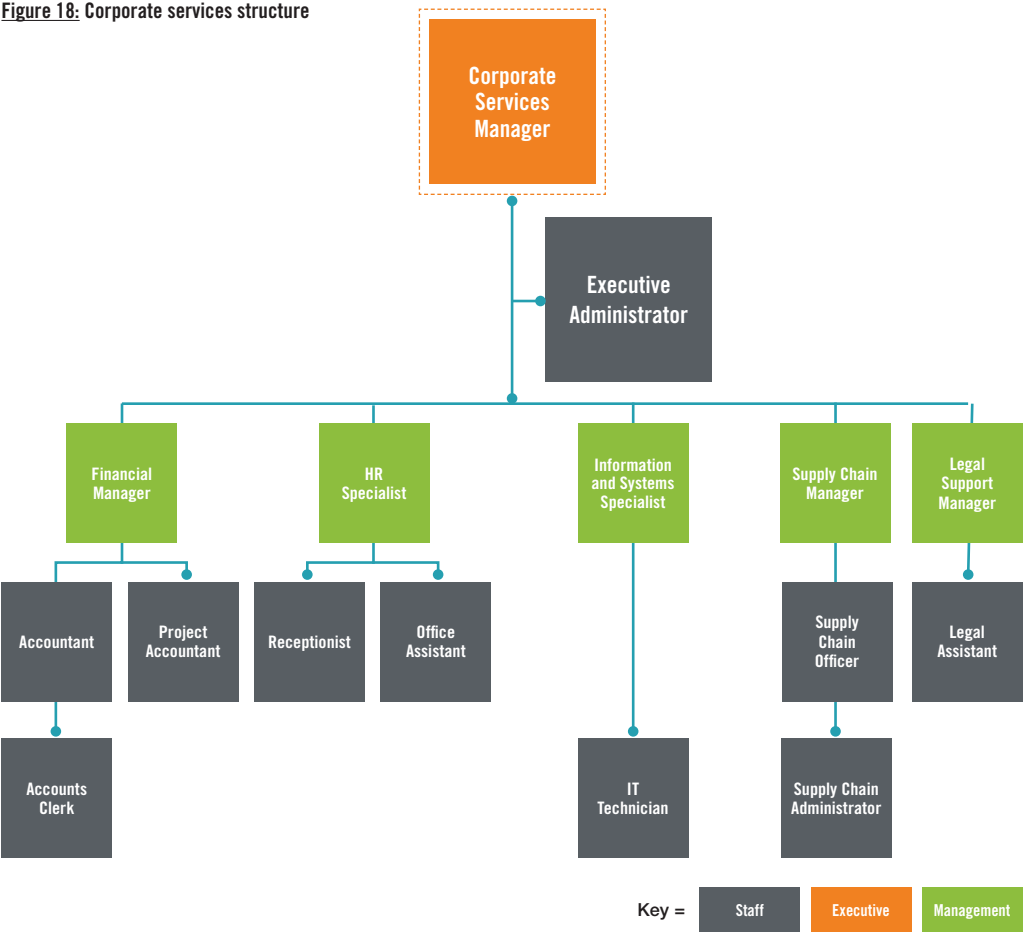 Figure 18: Corporate services structure
Corporate
Services
Manager
Executive
Administrator
Financial
Manager
HR
Specialist
Information
and Systems
Specialist
Supply Chain
Manager
Legal
Support
Manager
Accountant
Project
Accountant
Receptionist
Office
Assistant
Supply
Chain
Officer
Legal
Assistant
Accounts
Clerk
IT
Technician
Supply Chain
Administrator
Key =
Staff
Executive
Management